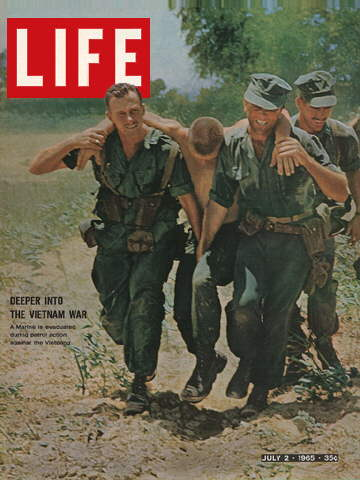 LIFE
DEEPER INTO
THE VIETNAM WAR
A Marine is evacuated
during patrol action
against the Vietcong
JULY 2 · 1965 · 35¢